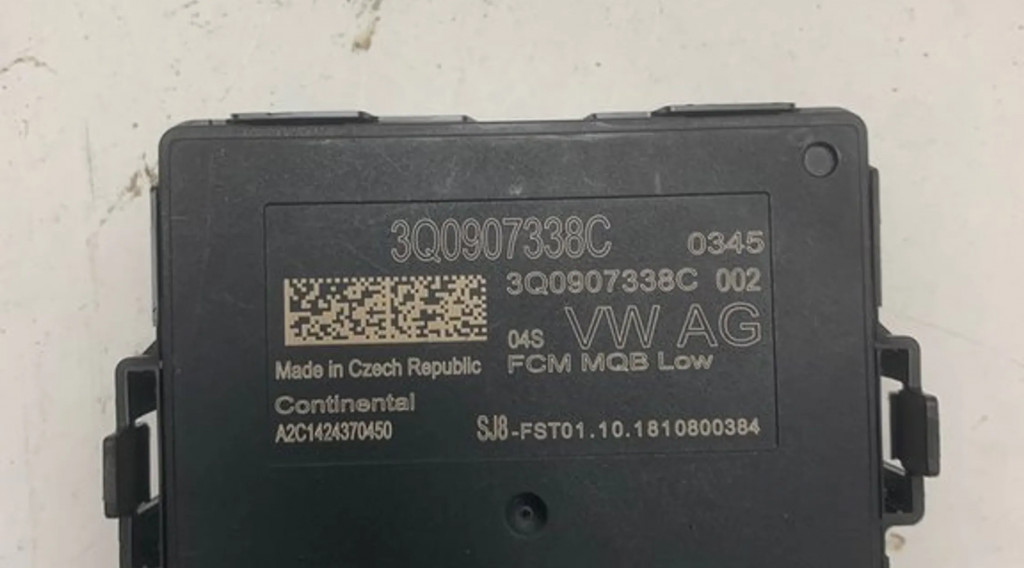 3Q0907338C 0345
3Q0907338C 002
04S VW AG
FCM MQB Low
Made in Czech Republic
Continental
A2C1424370450
SJ8-FST01.10.1810800384